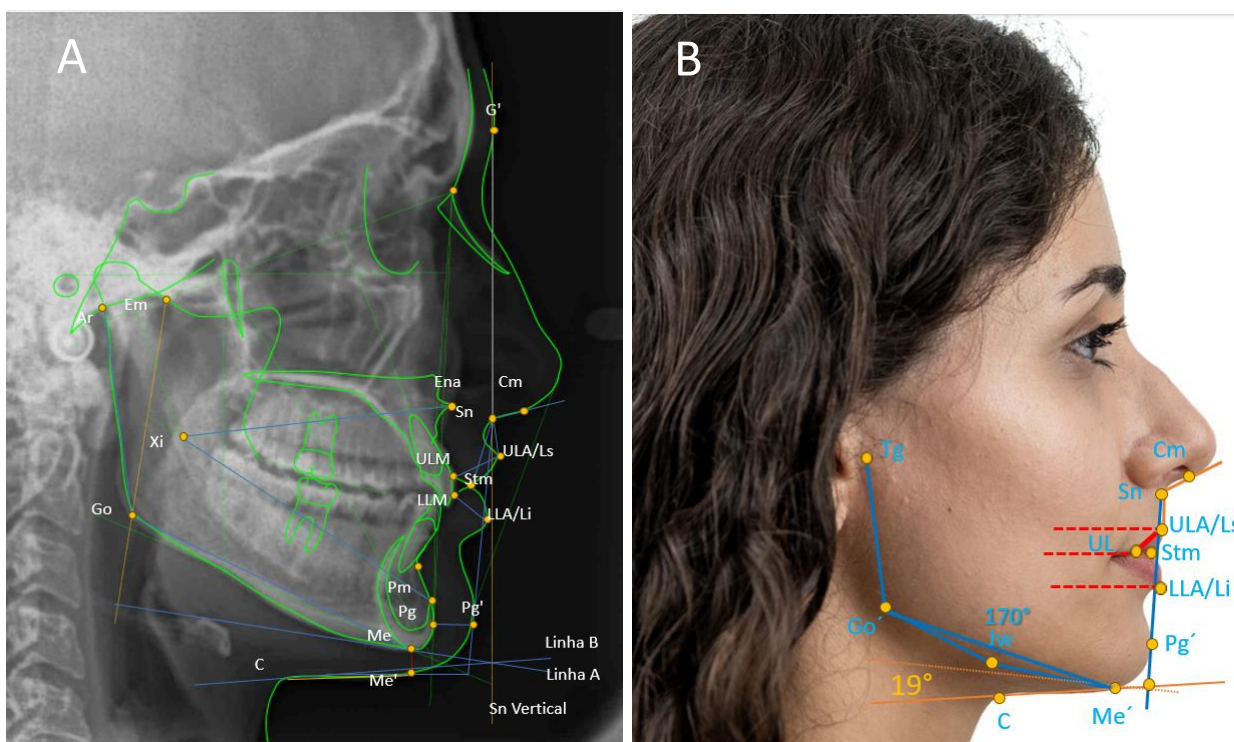 A
G'
Em
Ar
Ena
Cm
Sn
Xi
ULM
ULA/Ls
Stm
LLM
LLA/Li
Go
Pm
Pg
Pg'
Me
Linha B
C
Linha A
Me'
Sn Vertical
B
Tg
Cm
Sn
ULA/Ls
UL
Stm
LLA/Li
Go´
170°
Jw
Pg´
19°
Me´
C